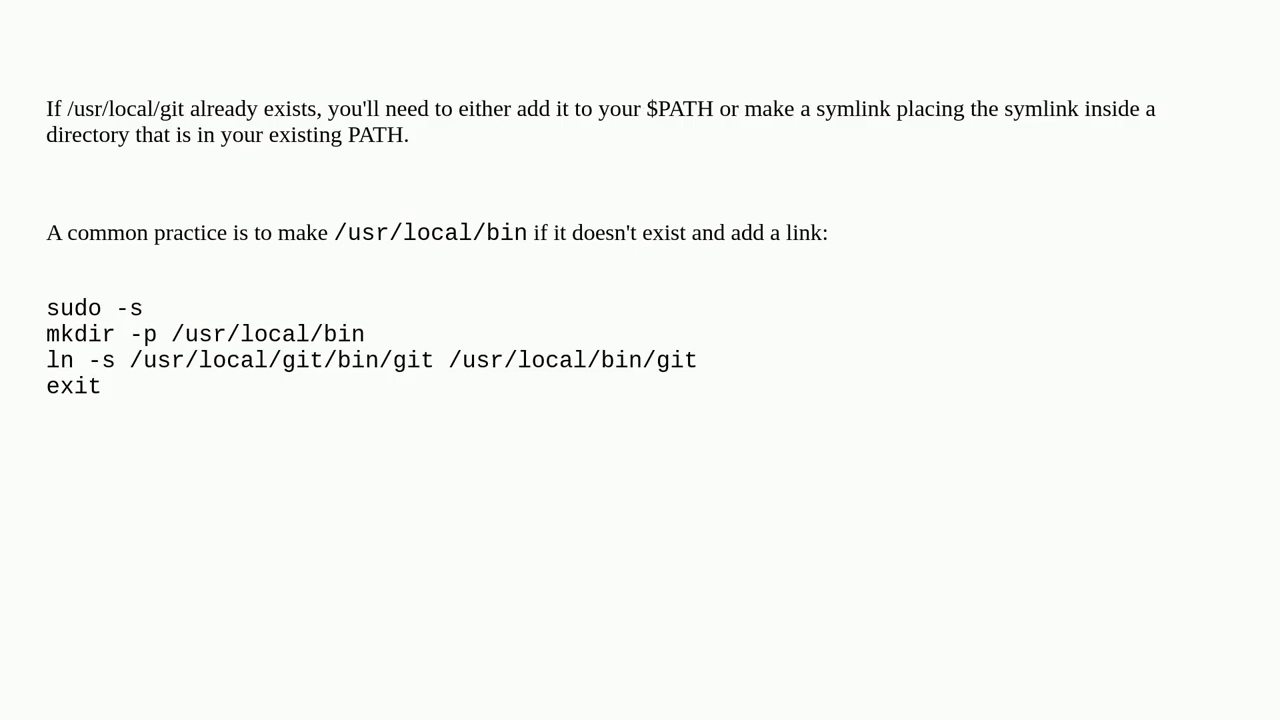 If /usr/local/git already exists, you'll need to either add it to your $PATH or make a symlink placing the symlink inside a
directory that is in your existing PATH.
A common practice is to make /usr/local/bin if it doesn't exist and add a link:
sudo -s
mkdir -p /usr/local/bin
ln -s /usr/local/git/bin/git /usr/local/bin/git
exit